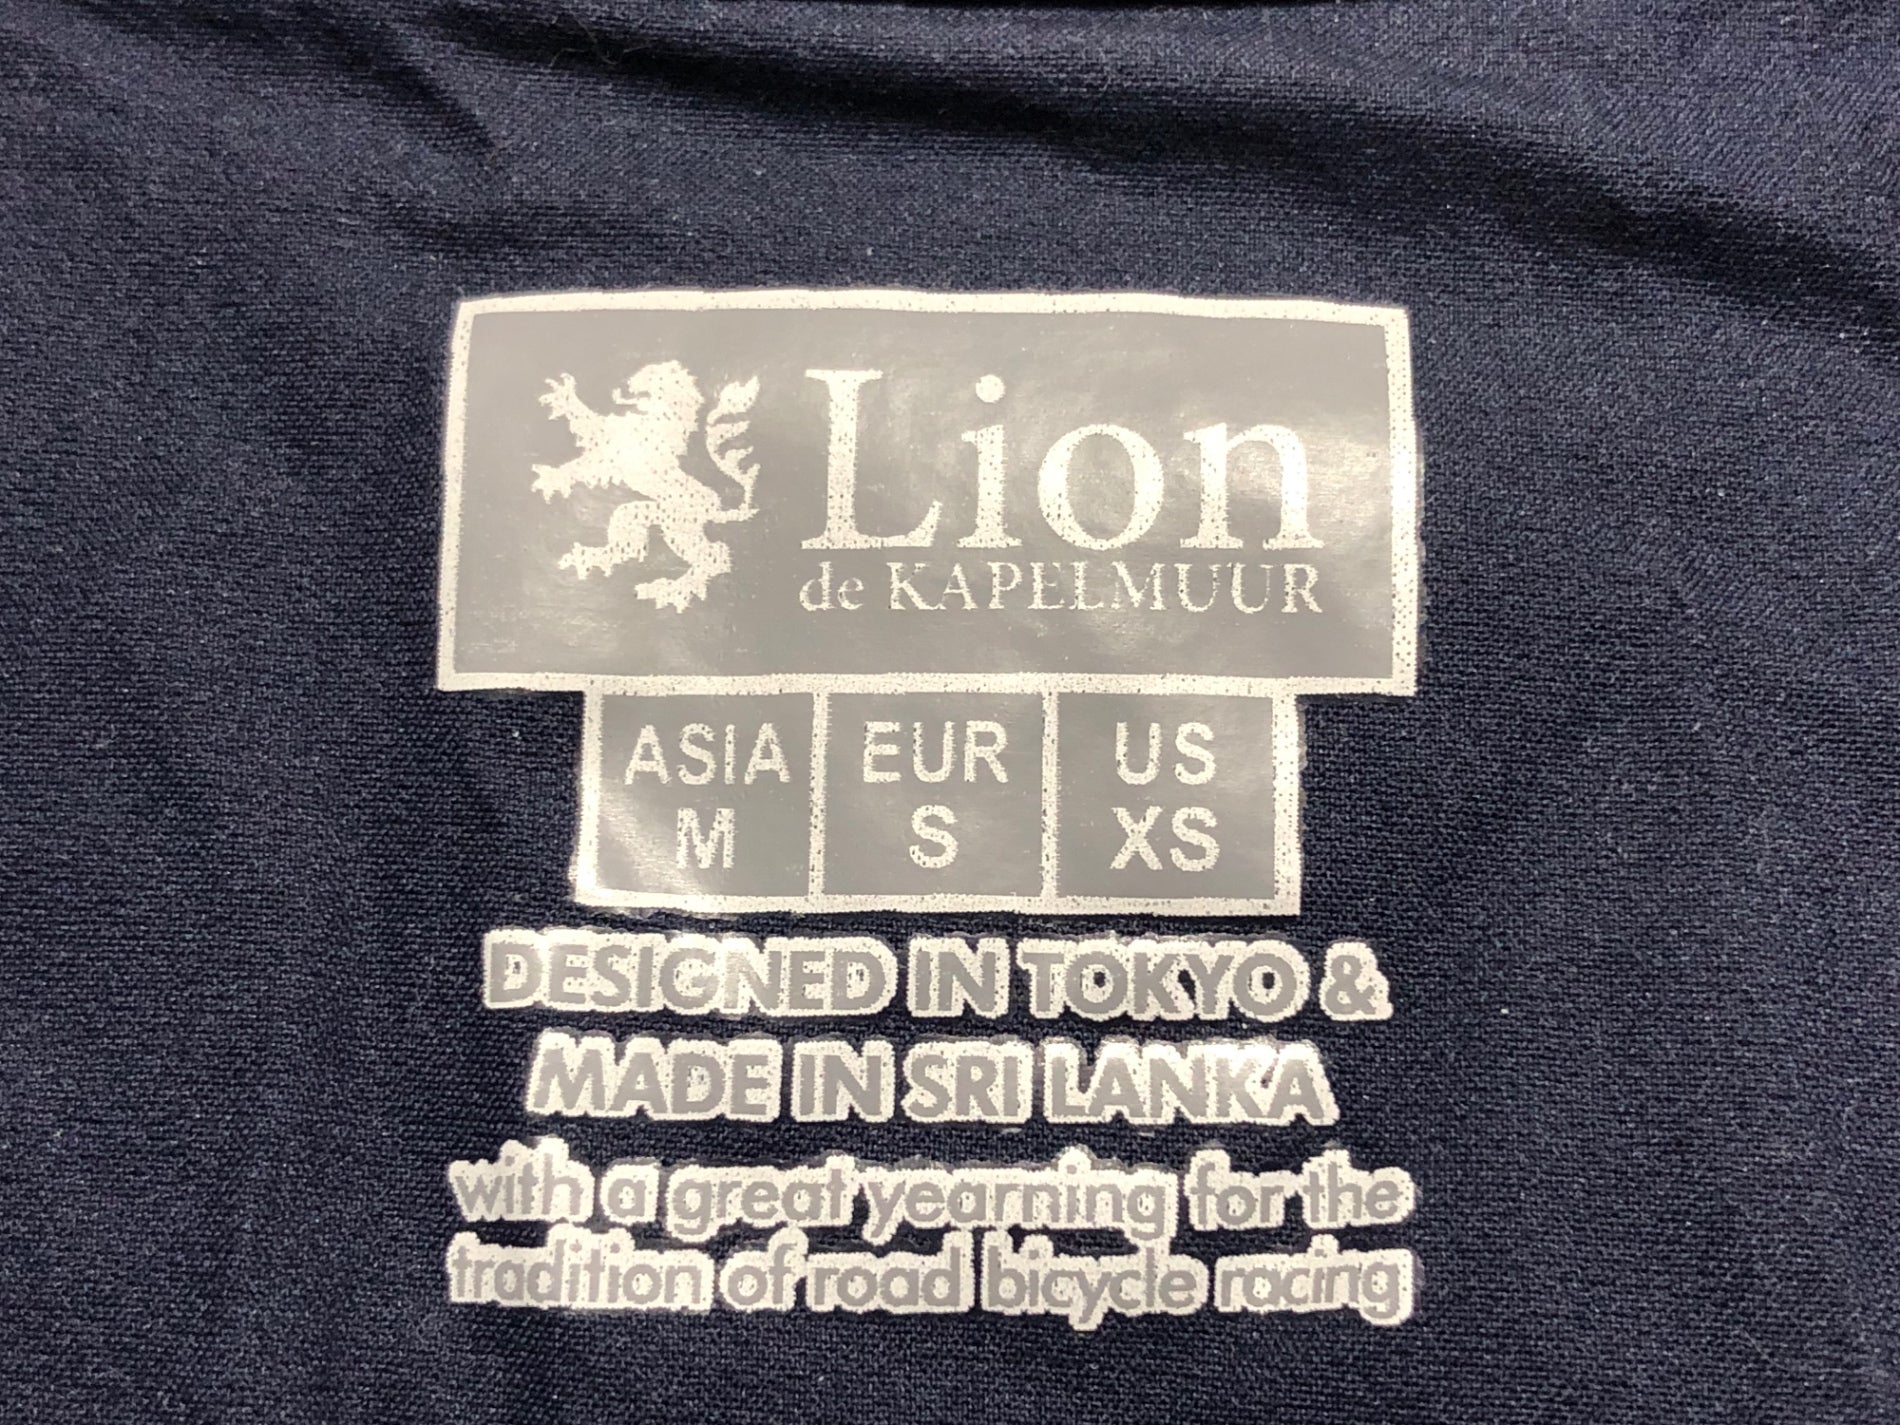 Lion
de KAPELMUUR
ASIA EUR US
M S XS
DESIGNED IN TOKYO &
MADE IN SRI LANKA
with a great yearning for the
tradition of road bicycle racing